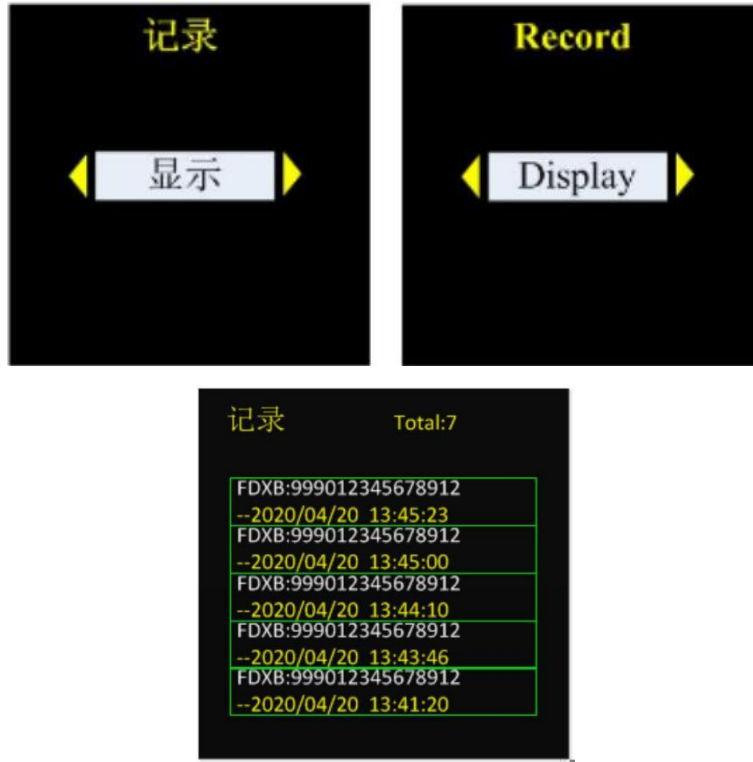 记录
显示
Record
Display
记录 Total:7
FDXB:999012345678912
--2020/04/20 13:45:23
FDXB:999012345678912
--2020/04/20 13:45:00
FDXB:999012345678912
--2020/04/20 13:44:10
FDXB:999012345678912
--2020/04/20 13:43:46
FDXB:999012345678912
--2020/04/20 13:41:20